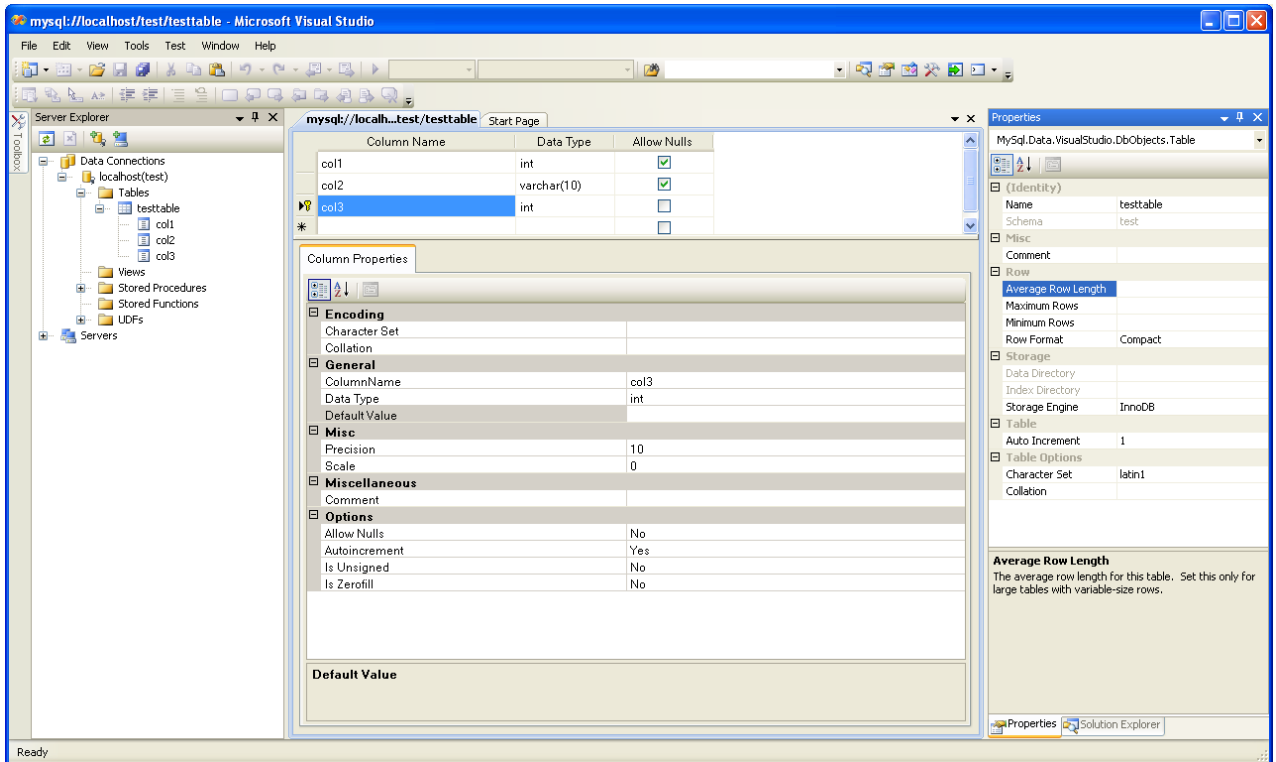 mysql://localhost/test/testtable - Microsoft Visual Studio
File Edit View Tools Test Window Help
Toolbox
Server Explorer
Data Connections
localhost(test)
Tables
testtable
col1
col2
col3
Views
Stored Procedures
Stored Functions
UDFs
Servers
mysql://localh...test/testtable Start Page
Column Name Data Type Allow Nulls
col1 int
col2 varchar(10)
col3 int
Column Properties
Encoding
Character Set
Collation
General
ColumnName col3
Data Type int
Default Value
Misc
Precision 10
Scale 0
Miscellaneous
Comment
Options
Allow Nulls No
Autoincrement Yes
Is Unsigned No
Is Zerofill No
Default Value
Properties
MySql.Data.VisualStudio.DbObjects.Table
(Identity)
Name testtable
Schema test
Misc
Comment
Row
Average Row Length
Maximum Rows
Minimum Rows
Row Format Compact
Storage
Data Directory
Index Directory
Storage Engine InnoDB
Table
Auto Increment 1
Table Options
Character Set latin1
Collation
Average Row Length
The average row length for this table. Set this only for
large tables with variable-size rows.
Properties Solution Explorer
Ready